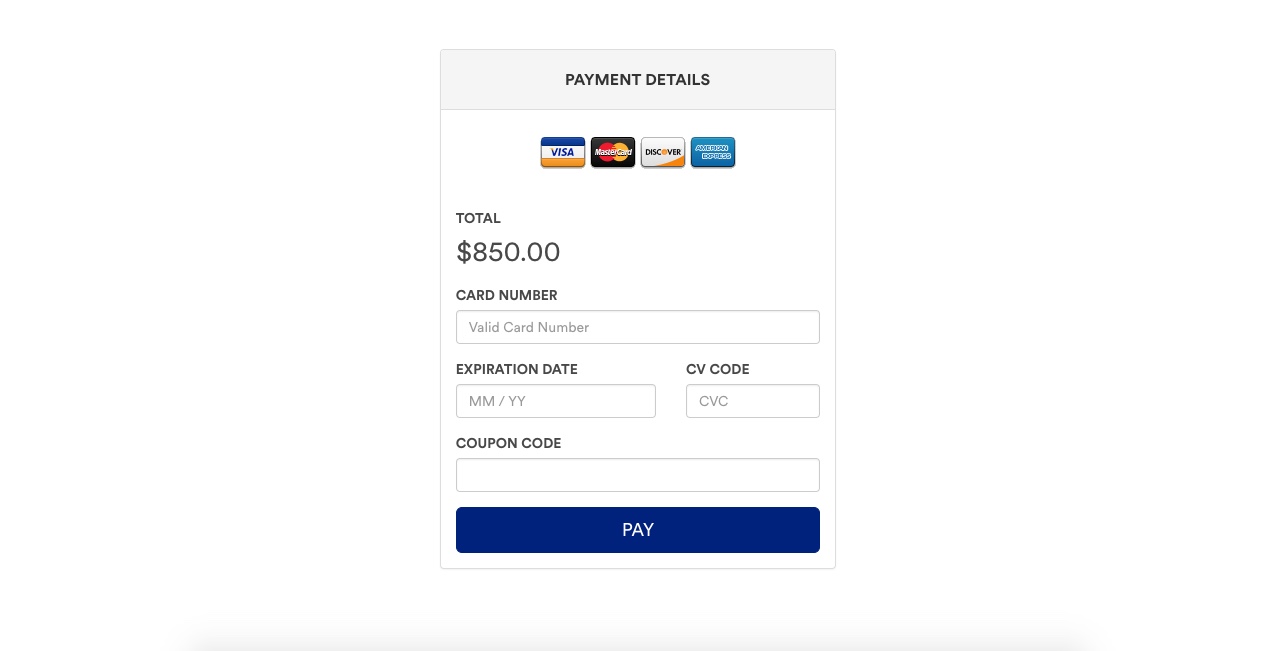 PAYMENT DETAILS
VISA MasterCard DISCOVER AMERICAN EXPRESS
TOTAL
$850.00
CARD NUMBER
Valid Card Number
EXPIRATION DATE CV CODE
MM / YY CVC
COUPON CODE
PAY